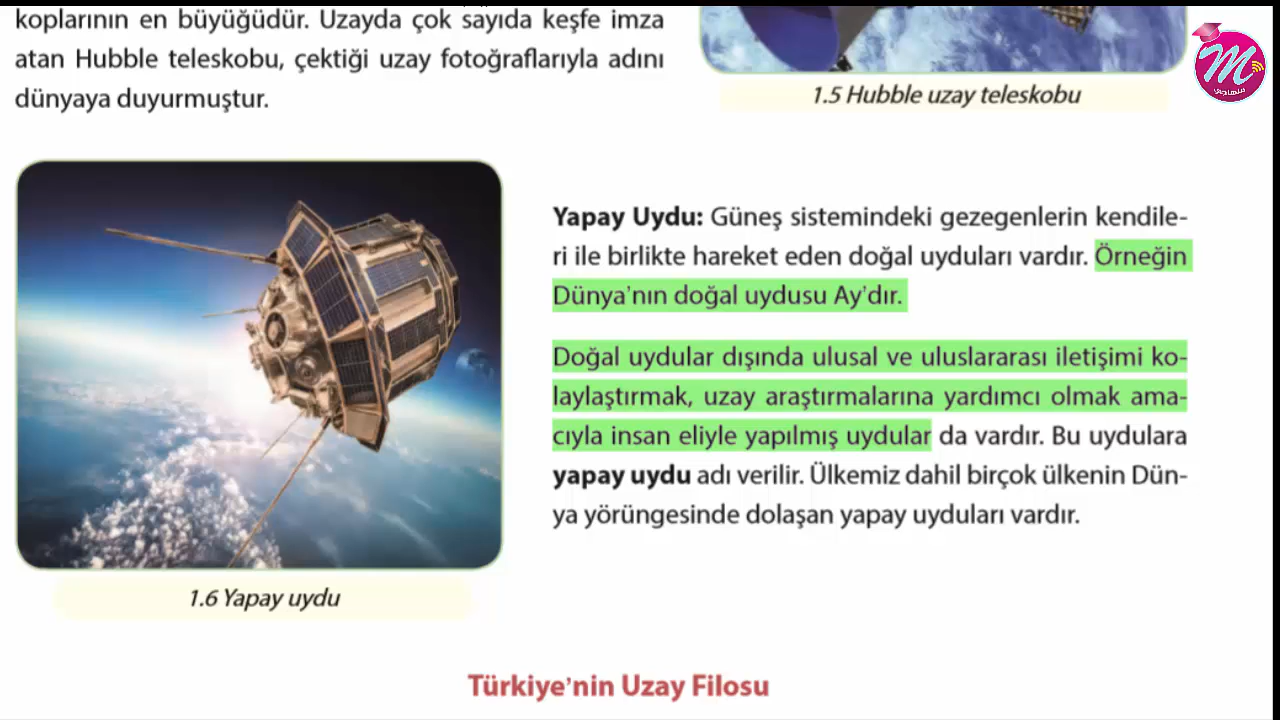 koplarının en büyüğüdür. Uzayda çok sayıda keşfe imza
atan Hubble teleskobu, çektiği uzay fotoğraflarıyla adını
dünyaya duyurmuştur.
1.5 Hubble uzay teleskobu
M
منهاجي
Yapay Uydu: Güneş sistemindeki gezegenlerin kendile-
ri ile birlikte hareket eden doğal uyduları vardır. Örneğin
Dünya'nın doğal uydusu Ay'dır.
Doğal uydular dışında ulusal ve uluslararası iletişimi ko-
laylaştırmak, uzay araştırmalarına yardımcı olmak ama-
cıyla insan eliyle yapılmış uydular da vardır. Bu uydulara
yapay uydu adı verilir. Ülkemiz dahil birçok ülkenin Dün-
ya yörüngesinde dolaşan yapay uyduları vardır.
1.6 Yapay uydu
Türkiye'nin Uzay Filosu